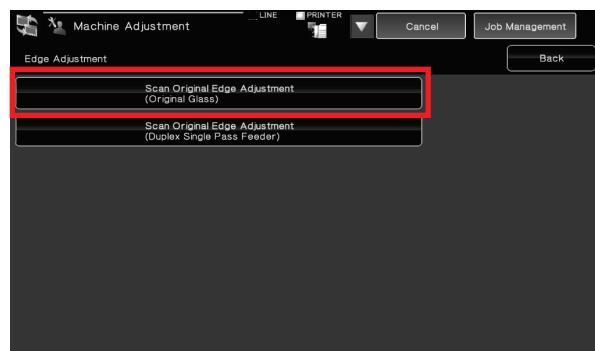 LINE PRINTER
Machine Adjustment Cancel Job Management
Edge Adjustment Back
Scan Original Edge Adjustment
(Original Glass)
Scan Original Edge Adjustment
(Duplex Single Pass Feeder)